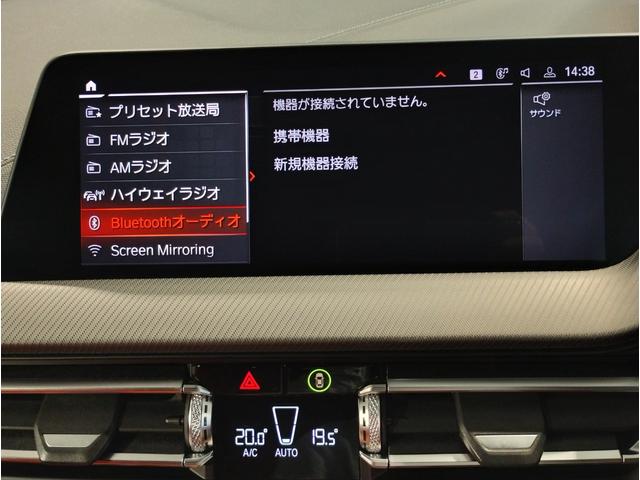 2 14:38
プリセット放送局
FMラジオ
AMラジオ
ハイウェイラジオ
Bluetoothオーディオ
Screen Mirroring
機器が接続されていません。
携帯機器
新規機器接続
サウンド
20.0 19.5
A/C AUTO